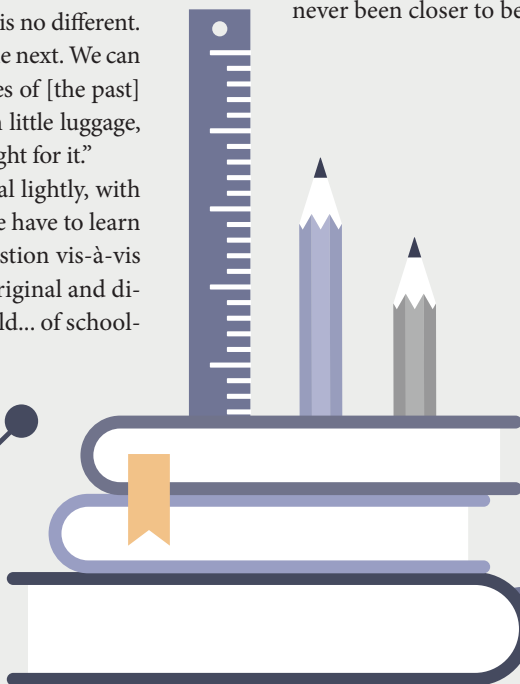 is no different.
e next. We can
es of [the past]
little luggage,
ght for it.”
al lightly, with
e have to learn
stion vis-à-vis
riginal and di-
ld... of school-
never been closer to be